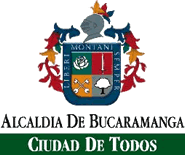 MONTANI
LIBERI
SEMPER
ALCALDIA DE BUCARAMANGA
CIUDAD DE TODOS